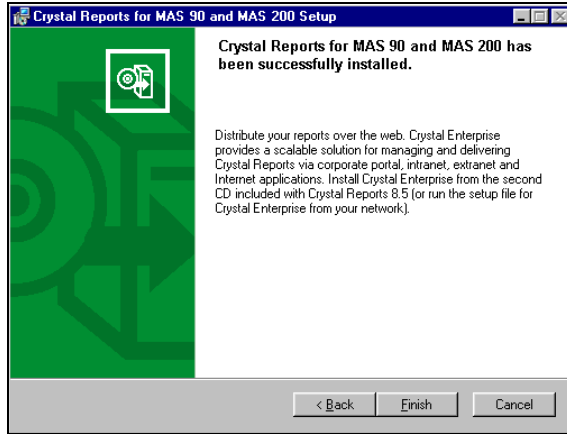 Crystal Reports for MAS 90 and MAS 200 Setup
Crystal Reports for MAS 90 and MAS 200 has
been successfully installed.
Distribute your reports over the web. Crystal Enterprise
provides a scalable solution for managing and delivering
Crystal Reports via corporate portal, intranet, extranet and
Internet applications. Install Crystal Enterprise from the second
CD included with Crystal Reports 8.5 (or run the setup file for
Crystal Enterprise from your network).
< Back Finish Cancel